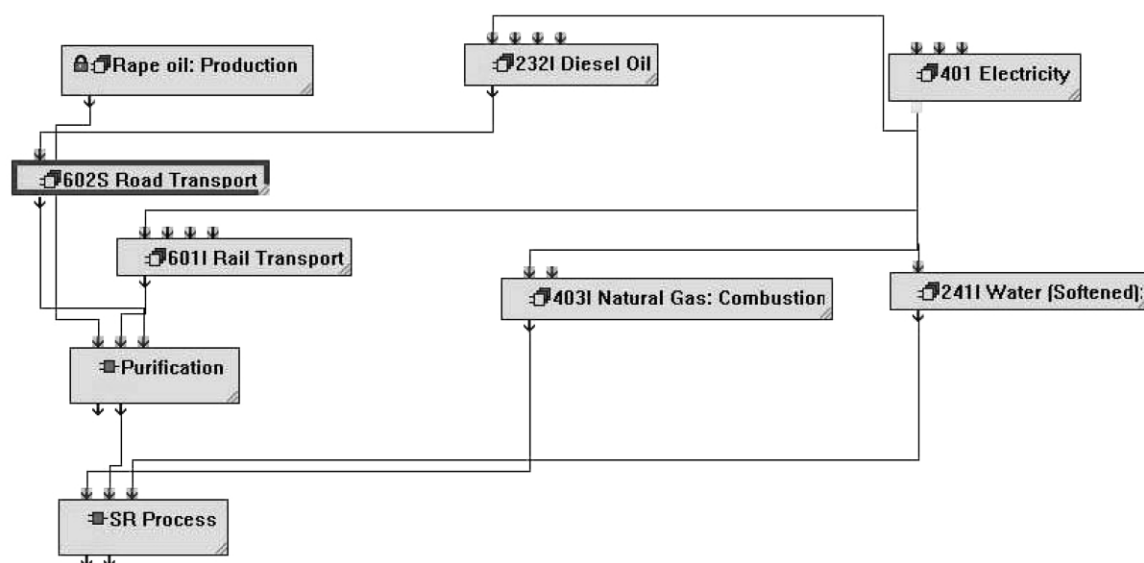 Rape oil: Production
232I Diesel Oil
401 Electricity
602S Road Transport
601I Rail Transport
403I Natural Gas: Combustion
241I Water (Softened):
Purification
SR Process